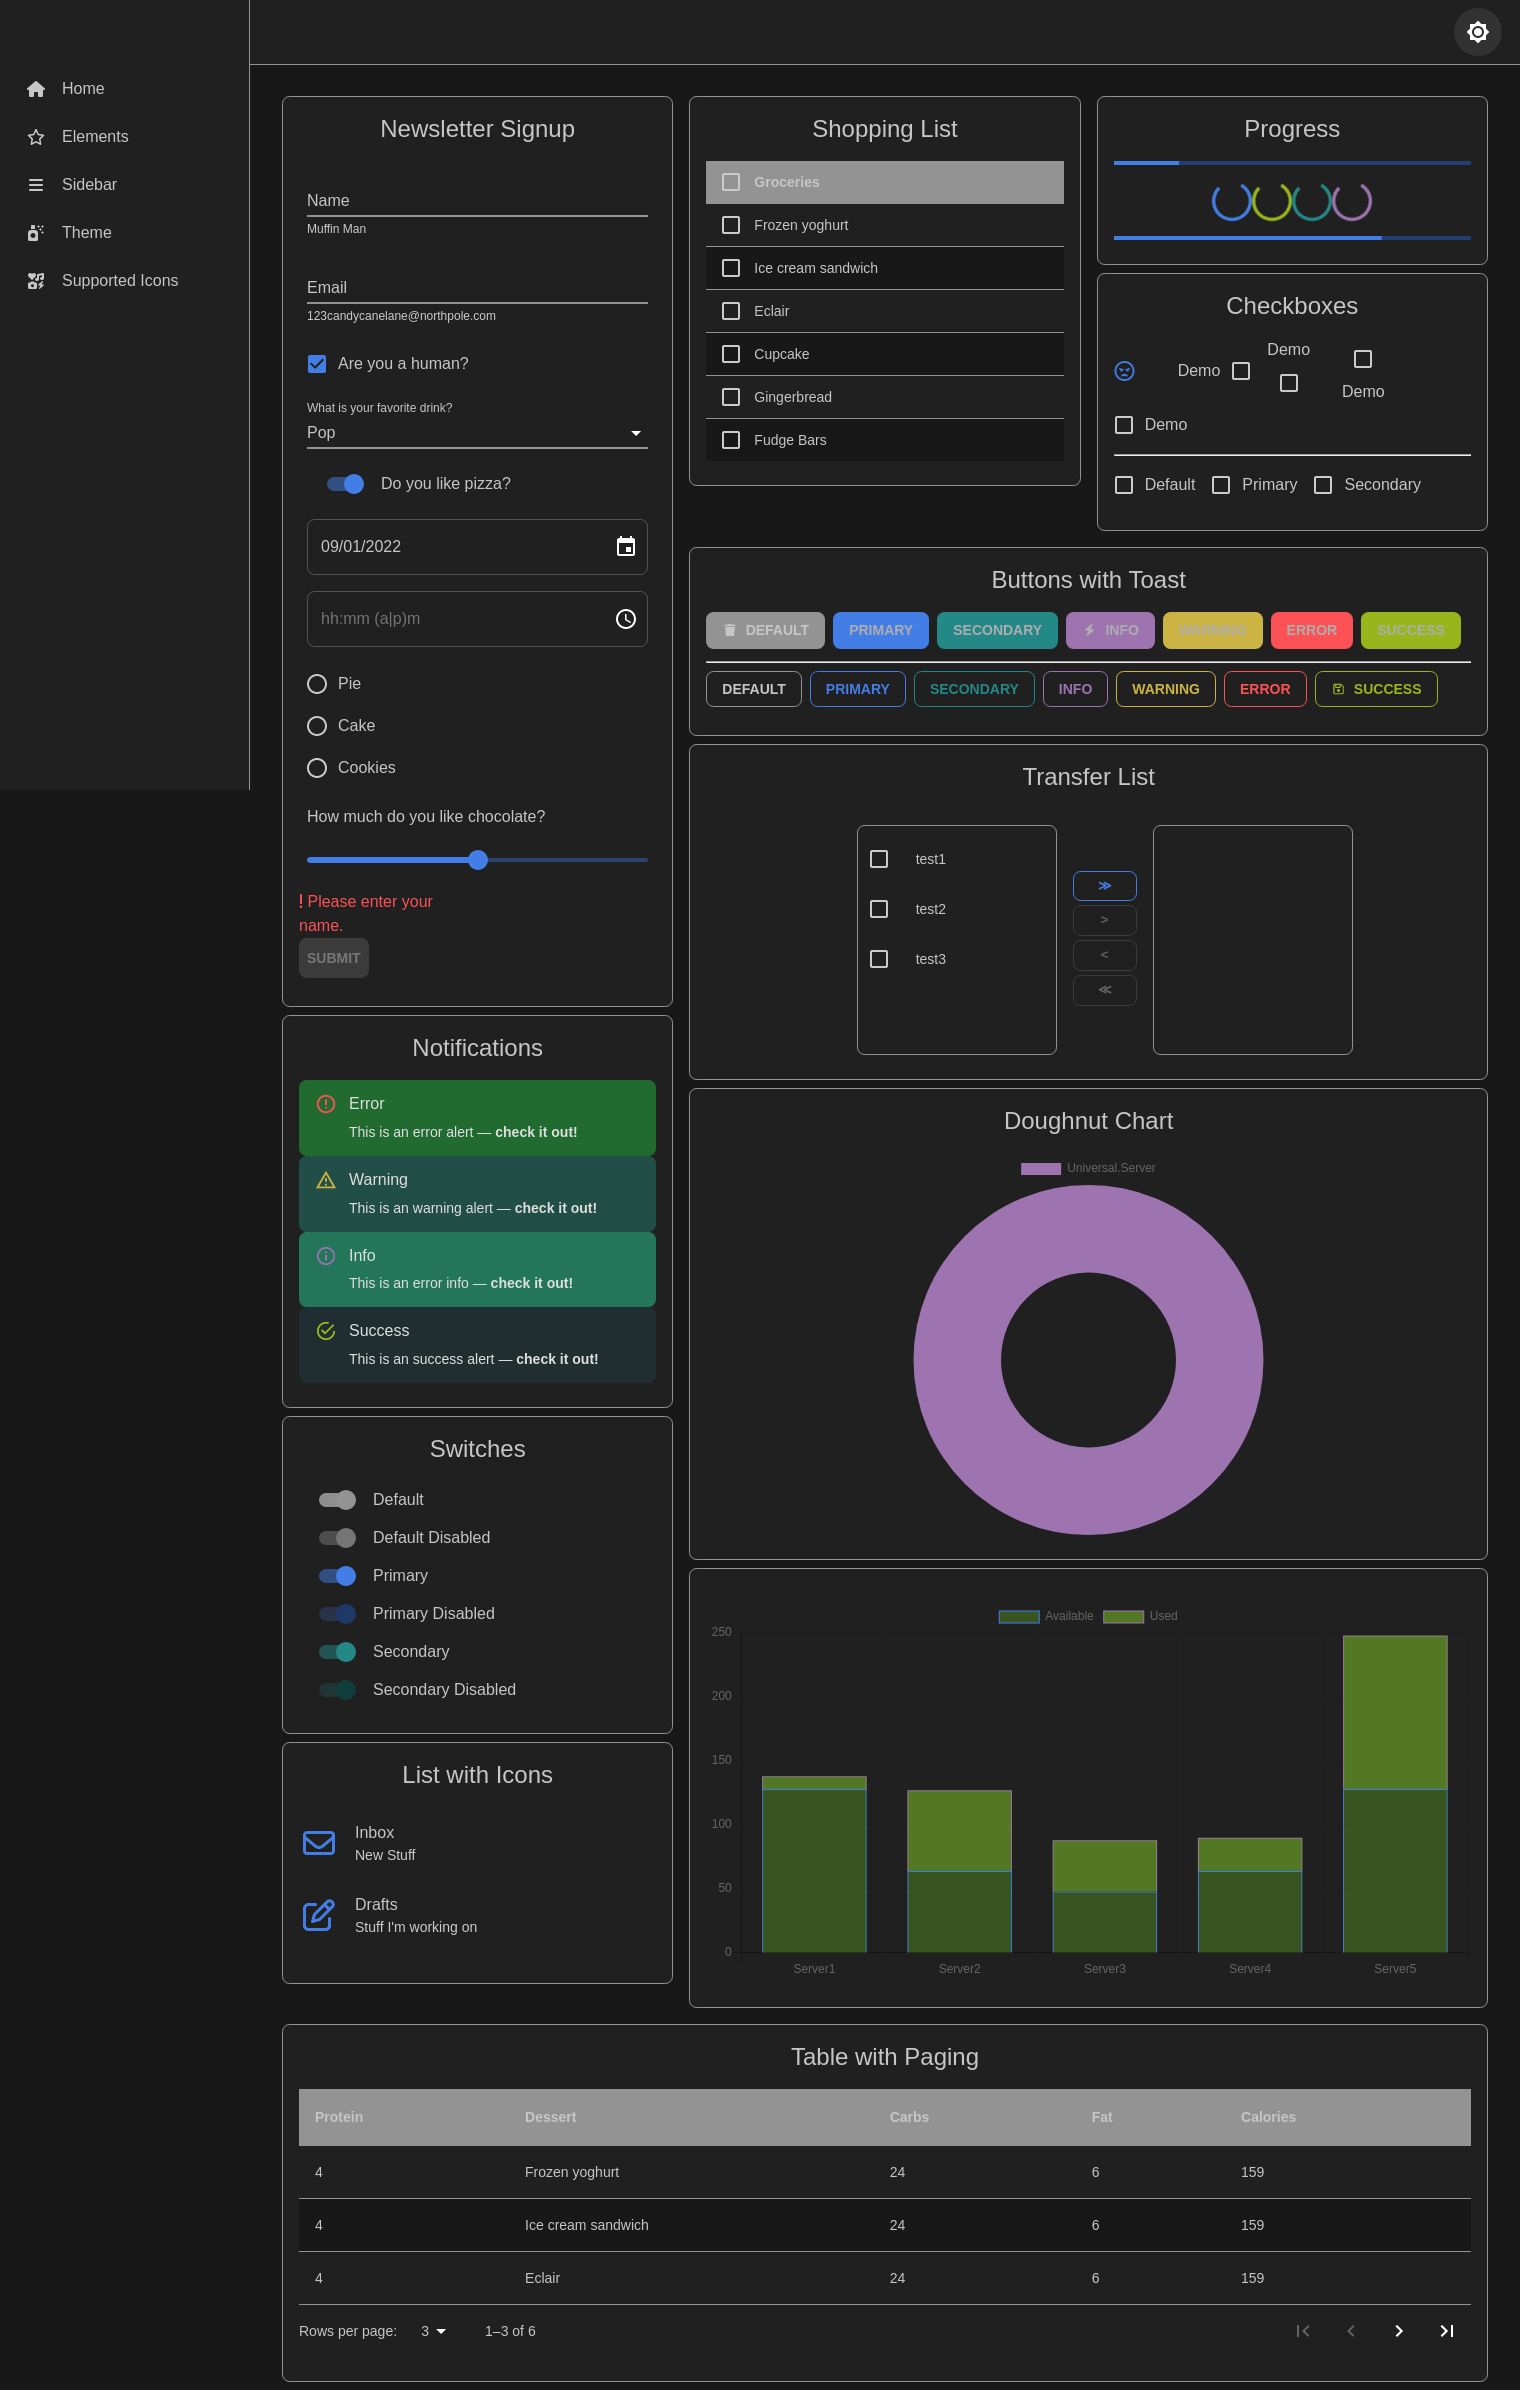 Home
Elements
Sidebar
Theme
Supported Icons
Newsletter Signup
Name
Muffin Man
Email
123candycanelane@northpole.com
Are you a human?
What is your favorite drink?
Pop
Do you like pizza?
09/01/2022
hh:mm (a|p)m
Pie
Cake
Cookies
How much do you like chocolate?
! Please enter your
name.
SUBMIT
Notifications
Error
This is an error alert — check it out!
Warning
This is an warning alert — check it out!
Info
This is an error info — check it out!
Success
This is an success alert — check it out!
Switches
Default
Default Disabled
Primary
Primary Disabled
Secondary
Secondary Disabled
List with Icons
Inbox
New Stuff
Drafts
Stuff I'm working on
Shopping List
Groceries
Frozen yoghurt
Ice cream sandwich
Eclair
Cupcake
Gingerbread
Fudge Bars
Progress
Checkboxes
Demo
Demo
Demo
Demo
Default Primary Secondary
Buttons with Toast
DEFAULT PRIMARY SECONDARY INFO WARNING ERROR SUCCESS
DEFAULT PRIMARY SECONDARY INFO WARNING ERROR SUCCESS
Transfer List
test1
test2
test3
≫
>
<
≪
Doughnut Chart
Universal.Server
Available Used
250
200
150
100
50
0
Server1 Server2 Server3 Server4 Server5
Table with Paging
Protein Dessert Carbs Fat Calories
4 Frozen yoghurt 24 6 159
4 Ice cream sandwich 24 6 159
4 Eclair 24 6 159
Rows per page: 3 1–3 of 6